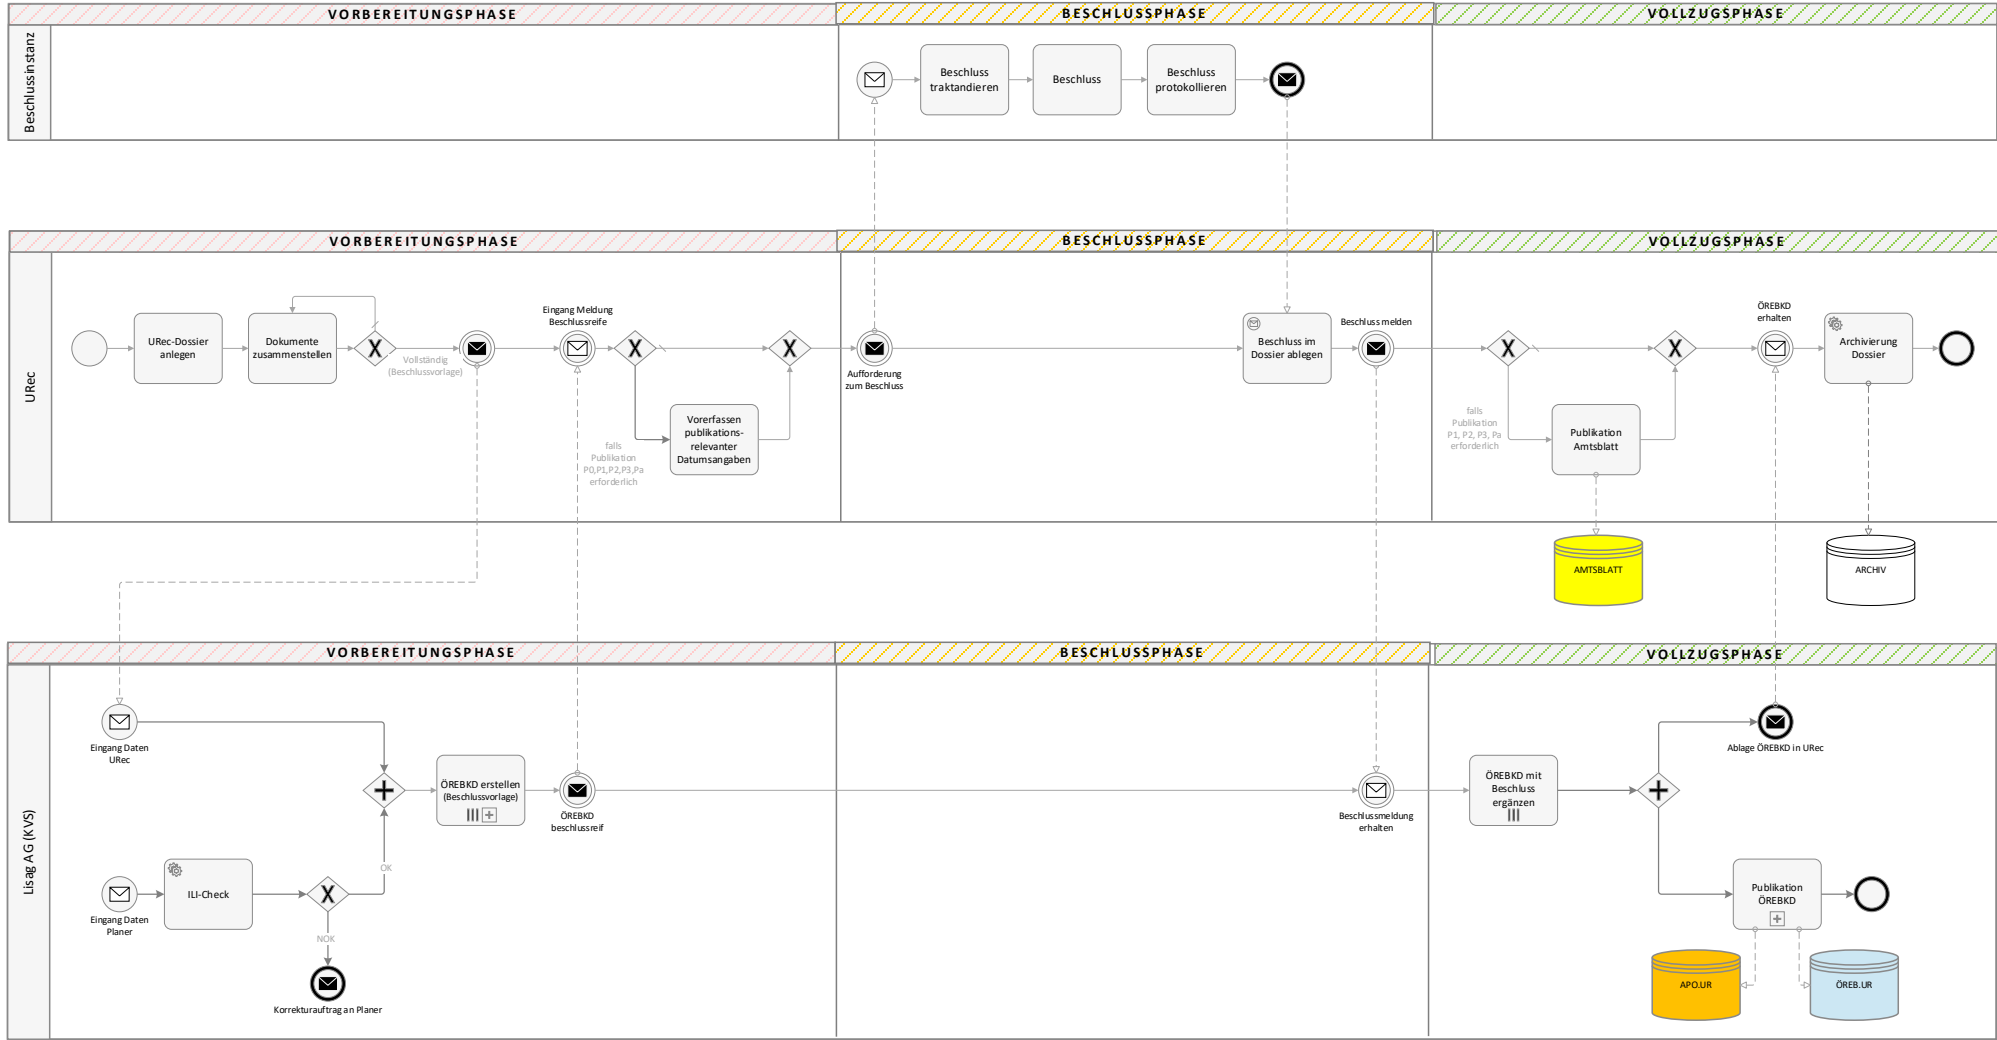 VORBEREITUNGSPHASE
BESCHLUSSPHASE
VOLLZUGSPHASE
Beschlussinstanz
Beschluss
traktandieren
Beschluss
Beschluss
protokollieren
VORBEREITUNGSPHASE
BESCHLUSSPHASE
VOLLZUGSPHASE
URec
URec-Dossier
anlegen
Dokumente
zusammenstellen
X
Vollständig
(Beschlussvorlage)
Eingang Meldung
Beschlussreife
X
falls
Publikation
P0,P1,P2,P3,Pa
erforderlich
Vorerfassen
publikations-
relevanter
Datumsangaben
X
Aufforderung
zum Beschluss
Beschluss im
Dossier ablegen
Beschluss melden
X
falls
Publikation
P1, P2, P3, Pa
erforderlich
Publikation
Amtsblatt
X
ÖREBKD
erhalten
Archivierung
Dossier
AMTSBLATT
ARCHIV
VORBEREITUNGSPHASE
BESCHLUSSPHASE
VOLLZUGSPHASE
Lisag AG (KVS)
Eingang Daten
URec
Eingang Daten
Planer
ILI-Check
X
OK
NOK
Korrekturauftrag an Planer
ÖREBKD erstellen
(Beschlussvorlage)
ÖREBKD
beschlussreif
Beschlussmeldung
erhalten
ÖREBKD mit
Beschluss
ergänzen
Ablage ÖREBKD in URec
Publikation
ÖREBKD
APO.UR
ÖREB.UR